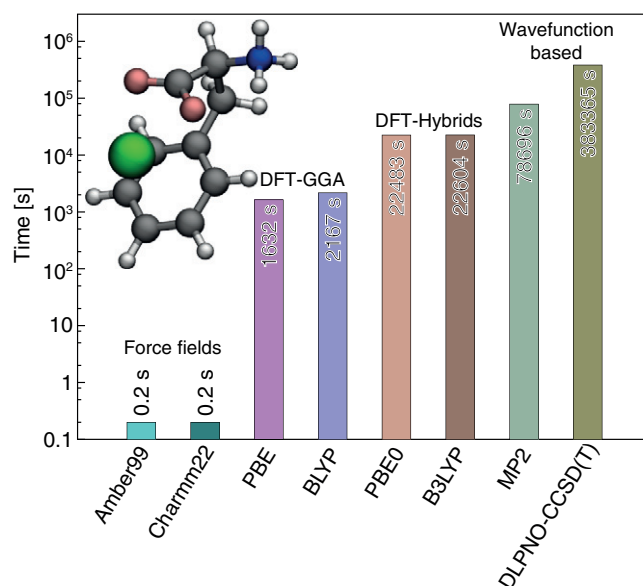 Wavefunction
based
DFT-Hybrids
DFT-GGA
Force fields
Time [s]
10⁶
10⁵
10⁴
10³
10²
10
1
0.1
0.2 s
0.2 s
1632 s
2167 s
22483 s
22604 s
78696 s
383365 s
Amber99
Charmm22
PBE
BLYP
PBE0
B3LYP
MP2
DLPNO-CCSD(T)